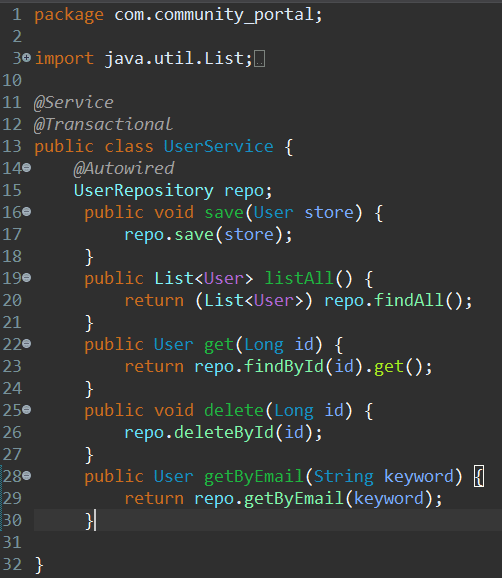 1 package com.community_portal;
2
3 import java.util.List;
10
11 @Service
12 @Transactional
13 public class UserService {
14 @Autowired
15 UserRepository repo;
16 public void save(User store) {
17 repo.save(store);
18 }
19 public List<User> listAll() {
20 return (List<User>) repo.findAll();
21 }
22 public User get(Long id) {
23 return repo.findById(id).get();
24 }
25 public void delete(Long id) {
26 repo.deleteById(id);
27 }
28 public User getByEmail(String keyword) {
29 return repo.getByEmail(keyword);
30 }
31
32 }